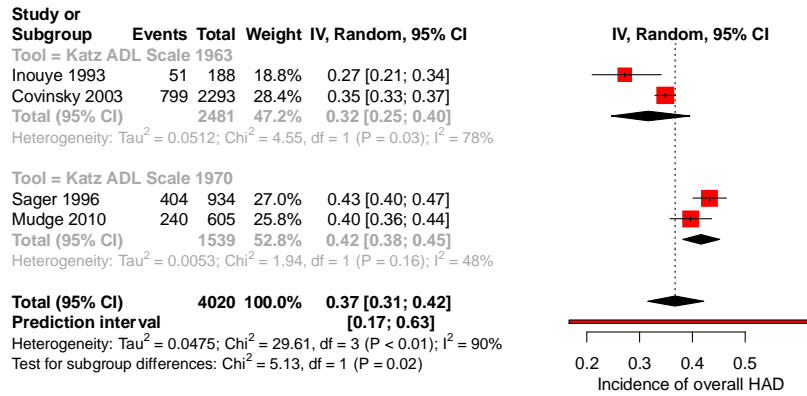 Study or
Subgroup Events Total Weight IV, Random, 95% CI IV, Random, 95% CI
Tool = Katz ADL Scale 1963
Inouye 1993 51 188 18.8% 0.27 [0.21; 0.34]
Covinsky 2003 799 2293 28.4% 0.35 [0.33; 0.37]
Total (95% CI) 2481 47.2% 0.32 [0.25; 0.40]
Heterogeneity: Tau² = 0.0512; Chi² = 4.55, df = 1 (P = 0.03); I² = 78%
Tool = Katz ADL Scale 1970
Sager 1996 404 934 27.0% 0.43 [0.40; 0.47]
Mudge 2010 240 605 25.8% 0.40 [0.36; 0.44]
Total (95% CI) 1539 52.8% 0.42 [0.38; 0.45]
Heterogeneity: Tau² = 0.0053; Chi² = 1.94, df = 1 (P = 0.16); I² = 48%
Total (95% CI) 4020 100.0% 0.37 [0.31; 0.42]
Prediction interval [0.17; 0.63]
Heterogeneity: Tau² = 0.0475; Chi² = 29.61, df = 3 (P < 0.01); I² = 90%
Test for subgroup differences: Chi² = 5.13, df = 1 (P = 0.02)
0.2 0.3 0.4 0.5
Incidence of overall HAD